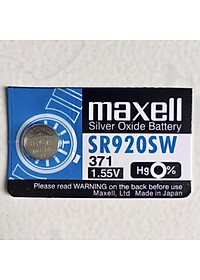 maxell
Silver Oxide Battery
SR920SW
371
1.55V
Hg 0%
Please read WARNING on the back before use.
Maxell, Ltd Made in Japan